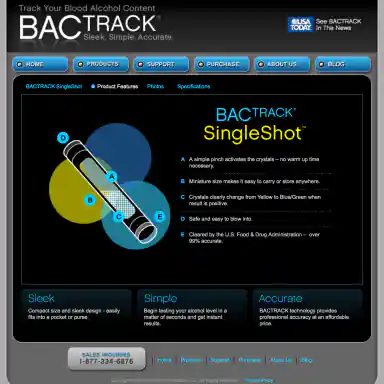 Track Your Blood Alcohol Content
BACTRACK®
Sleek. Simple. Accurate.
USA TODAY
See BACTRACK
In The News
HOME
PRODUCTS
SUPPORT
PURCHASE
ABOUT US
BLOG
BACTRACK SingleShot
Product Features
Photos
Specifications
BACTRACK®
SingleShot™
A A simple pinch activates the crystals – no warm up time
necessary.
B Miniature size makes it easy to carry or store anywhere.
C Crystals clearly change from Yellow to Blue/Green when
result is positive.
D Safe and easy to blow into.
E Cleared by the U.S. Food & Drug Administration – over
99% accurate.
D
A
B
C
E
Sleek
Compact size and sleek design - easily
fits into a pocket or purse.
Simple
Begin testing your alcohol level in a
matter of seconds and get instant
results.
Accurate
BACTRACK technology provides
professional accuracy at an affordable
price.
SALES INQUIRIES
1-877-334-6876
| Home | Products | Support | Purchase | About Us | Blog